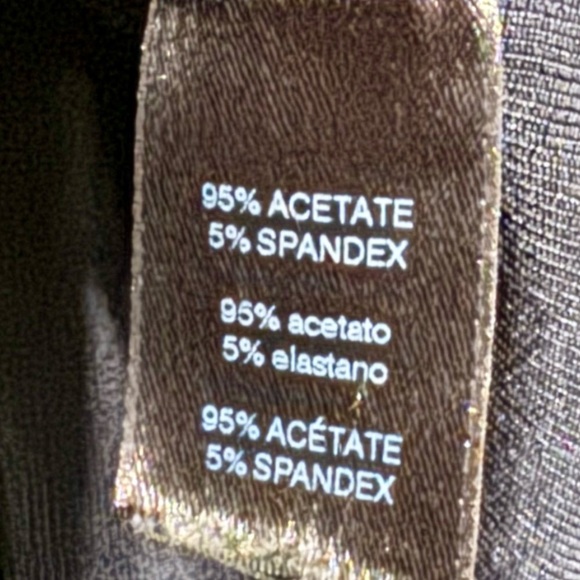 95% ACETATE
5% SPANDEX
95% acetato
5% elastano
95% ACÉTATE
5% SPANDEX